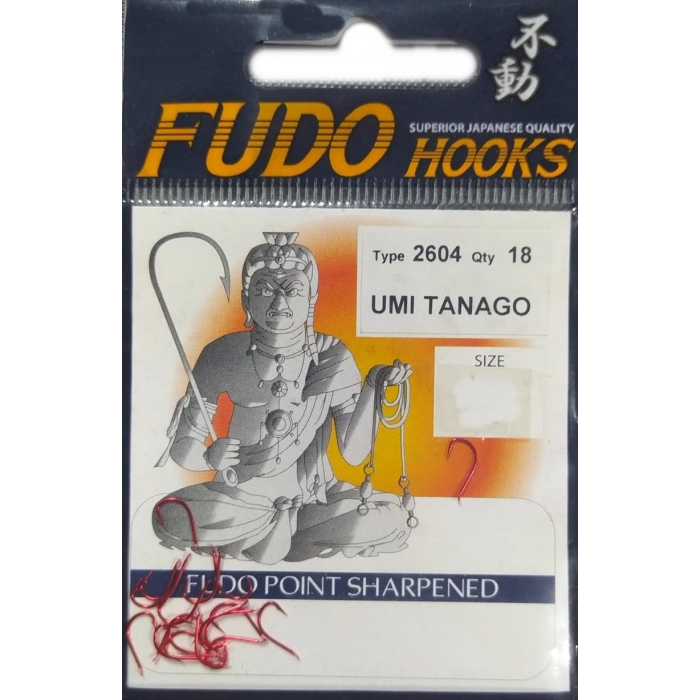 不動
FUDO
SUPERIOR JAPANESE QUALITY
HOOKS
Type 2604 Qty 18
UMI TANAGO
SIZE
FUDO POINT SHARPENED